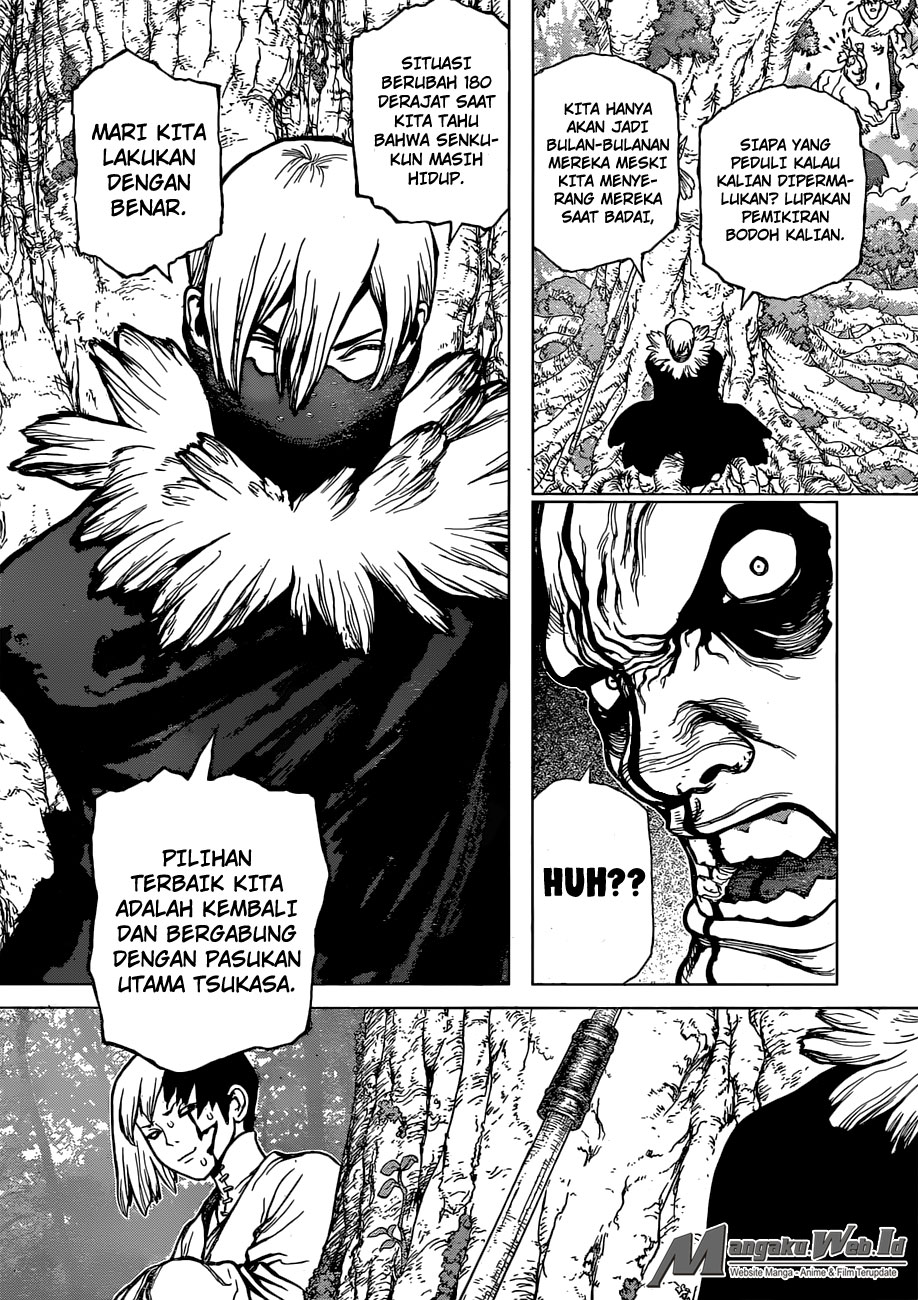 SIAPA YANG
PEDULI KALAU
KALIAN DIPERMA-
LUKAN? LUPAKAN
PEMIKIRAN
BODOH KALIAN.
KITA HANYA
AKAN JADI
BULAN-BULANAN
MEREKA MESKI
KITA MENYE-
RANG MEREKA
SAAT BADAI,
HUH??
SITUASI
BERUBAH 180
DERAJAT SAAT
KITA TAHU
BAHWA SENKU-
KUN MASIH
HIDUP.
MARI KITA
LAKUKAN
DENGAN
BENAR.
PILIHAN
TERBAIK KITA
ADALAH KEMBALI
DAN BERGABUNG
DENGAN PASUKAN
UTAMA TSUKASA.
Mangaku.Web.Id
Website Manga - Anime & Film Terupdate